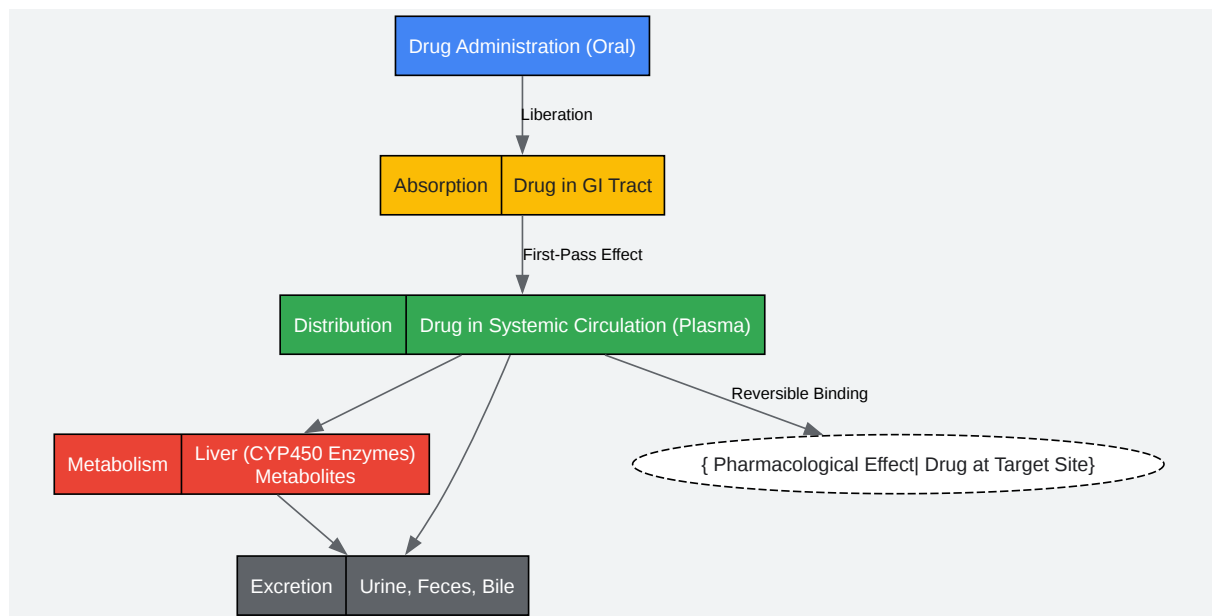 Drug Administration (Oral)
Liberation
Absorption
Drug in GI Tract
First-Pass Effect
Distribution
Drug in Systemic Circulation (Plasma)
Reversible Binding
Metabolism
Liver (CYP450 Enzymes)
Metabolites
{ Pharmacological Effect| Drug at Target Site}
Excretion
Urine, Feces, Bile